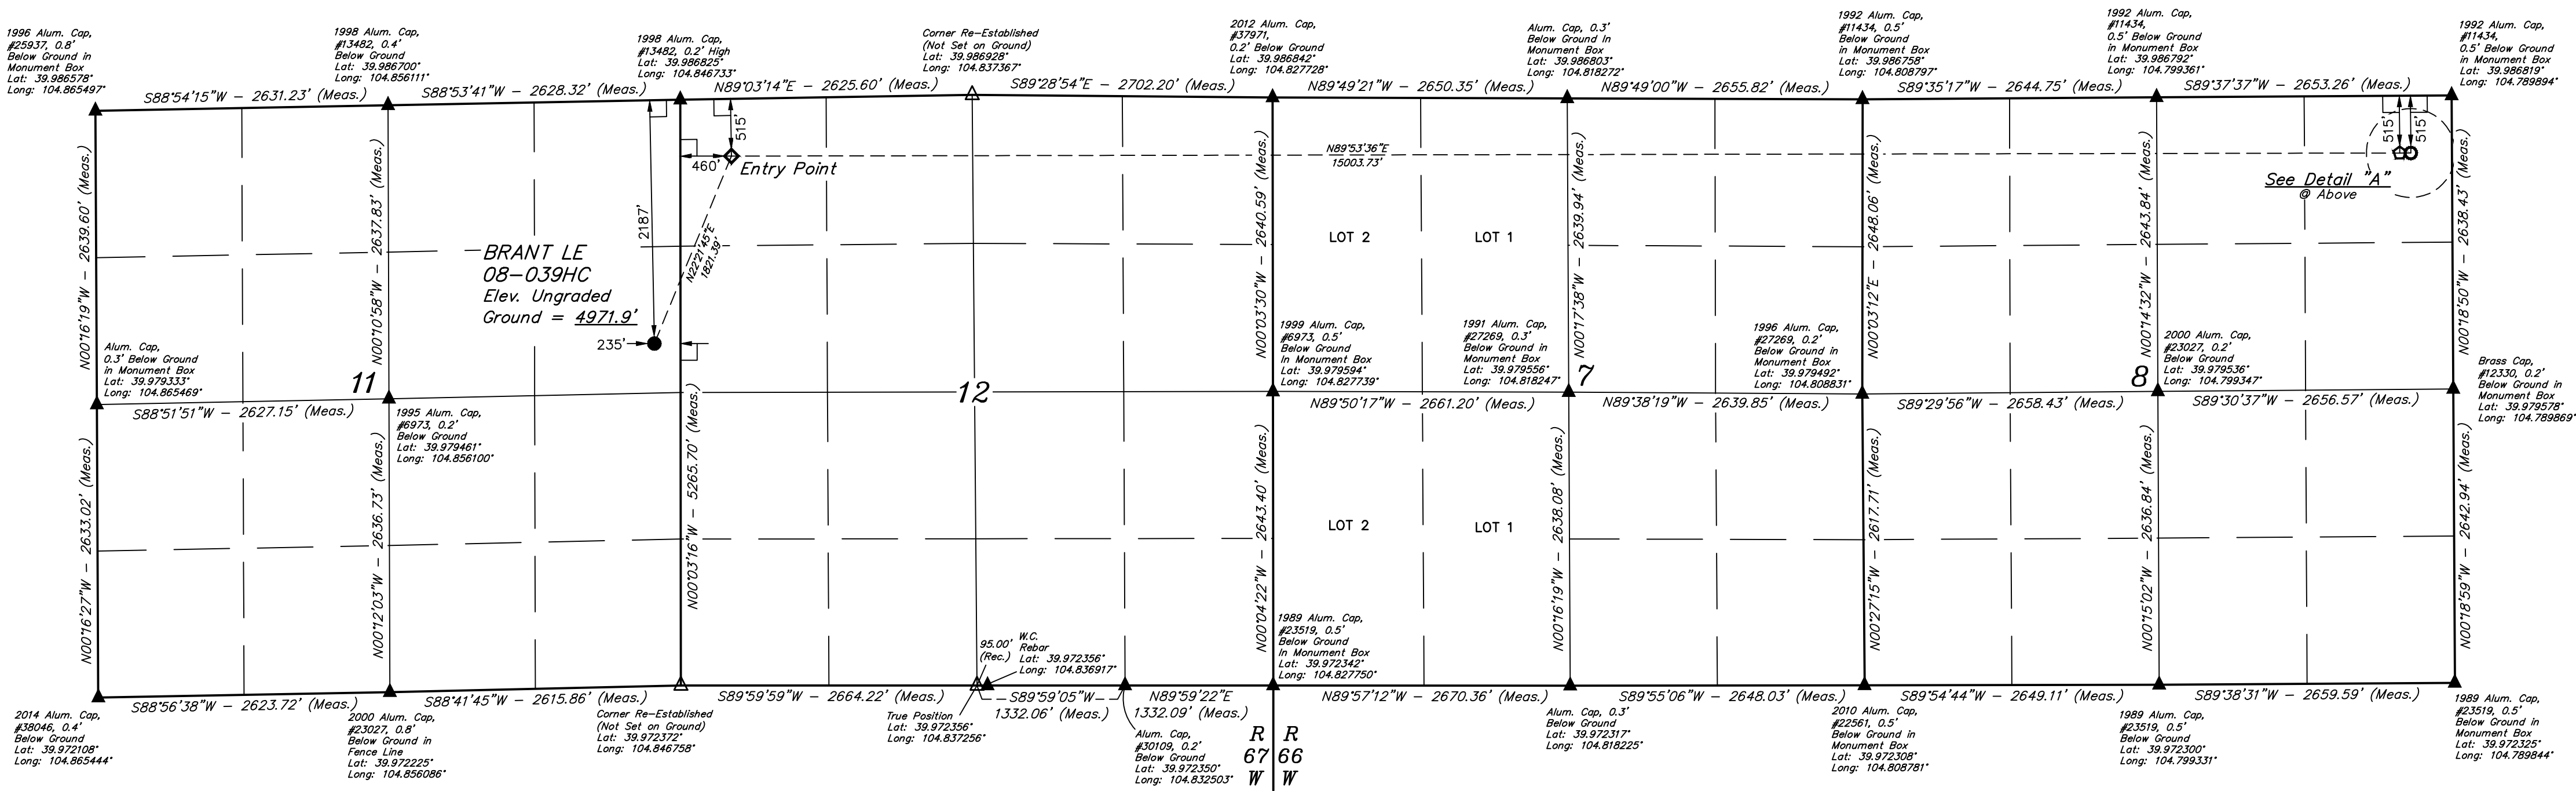 1996 Alum. Cap,
#25937, 0.8'
Below Ground in
Monument Box
Lat: 39.986578°
Long: 104.865497°
1998 Alum. Cap,
#13482, 0.4'
Below Ground
Lat: 39.986700°
Long: 104.856111°
1998 Alum. Cap,
#13482, 0.2' High
Lat: 39.986825°
Long: 104.846733°
Corner Re-Established
(Not Set on Ground)
Lat: 39.986928°
Long: 104.837367°
2012 Alum. Cap,
#37971,
0.2' Below Ground
Lat: 39.986842°
Long: 104.827728°
Alum. Cap, 0.3'
Below Ground In
Monument Box
Lat: 39.986803°
Long: 104.818272°
1992 Alum. Cap,
#11434, 0.5'
Below Ground
in Monument Box
Lat: 39.986758°
Long: 104.808797°
1992 Alum. Cap,
#11434,
0.5' Below Ground
in Monument Box
Lat: 39.986792°
Long: 104.799361°
1992 Alum. Cap,
#11434,
0.5' Below Ground
in Monument Box
Lat: 39.986819°
Long: 104.789894°
S88°54'15"W - 2631.23' (Meas.)
S88°53'41"W - 2628.32' (Meas.)
N89°03'14"E - 2625.60' (Meas.)
S89°28'54"E - 2702.20' (Meas.)
N89°49'21"W - 2650.35' (Meas.)
N89°49'00"W - 2655.82' (Meas.)
S89°35'17"W - 2644.75' (Meas.)
S89°37'37"W - 2653.26' (Meas.)
N00°16'19"W - 2639.60' (Meas.)
N00°10'58"W - 2637.83' (Meas.)
2187'
515'
460'
Entry Point
N22°21'45"E
1821.39'
N89°53'36"E
15003.73'
N00°03'30"W - 2640.59' (Meas.)
N00°17'38"W - 2639.94' (Meas.)
N00°03'12"E - 2648.06' (Meas.)
N00°14'32"W - 2643.84' (Meas.)
515'
515'
See Detail "A"
@ Above
N00°18'50"W - 2638.43' (Meas.)
LOT 2
LOT 1
BRANT LE
08-039HC
Elev. Ungraded
Ground = 4971.9'
235'
Alum. Cap,
0.3' Below Ground
in Monument Box
Lat: 39.979333°
Long: 104.865469°
11
12
7
8
1999 Alum. Cap,
#6973, 0.5'
Below Ground
In Monument Box
Lat: 39.979594°
Long: 104.827739°
1991 Alum. Cap,
#27269, 0.3'
Below Ground in
Monument Box
Lat: 39.979556°
Long: 104.818247°
1996 Alum. Cap,
#27269, 0.2'
Below Ground in
Monument Box
Lat: 39.979492°
Long: 104.808831°
2000 Alum. Cap,
#23027, 0.2'
Below Ground
Lat: 39.979536°
Long: 104.799347°
Brass Cap,
#12330, 0.2'
Below Ground in
Monument Box
Lat: 39.979578°
Long: 104.789869°
S88°51'51"W - 2627.15' (Meas.)
1995 Alum. Cap,
#6973, 0.2'
Below Ground
Lat: 39.979461°
Long: 104.856100°
N89°50'17"W - 2661.20' (Meas.)
N89°38'19"W - 2639.85' (Meas.)
S89°29'56"W - 2658.43' (Meas.)
S89°30'37"W - 2656.57' (Meas.)
N00°16'27"W - 2633.02' (Meas.)
N00°12'03"W - 2636.73' (Meas.)
N00°03'16"W - 5265.70' (Meas.)
N00°04'22"W - 2643.40' (Meas.)
LOT 2
LOT 1
N00°16'19"W - 2638.08' (Meas.)
N00°27'15"W - 2617.71' (Meas.)
N00°15'02"W - 2636.84' (Meas.)
N00°18'59"W - 2642.94' (Meas.)
1989 Alum. Cap,
#23519, 0.5'
Below Ground
In Monument Box
Lat: 39.972342°
Long: 104.827750°
95.00'
(Rec.)
W.C.
Rebar
Lat: 39.972356°
Long: 104.836917°
S88°56'38"W - 2623.72' (Meas.)
S88°41'45"W - 2615.86' (Meas.)
S89°59'59"W - 2664.22' (Meas.)
S89°59'05"W
1332.06' (Meas.)
N89°59'22"E
1332.09' (Meas.)
N89°57'12"W - 2670.36' (Meas.)
S89°55'06"W - 2648.03' (Meas.)
S89°54'44"W - 2649.11' (Meas.)
S89°38'31"W - 2659.59' (Meas.)
2014 Alum. Cap,
#38046, 0.4'
Below Ground
Lat: 39.972108°
Long: 104.865444°
2000 Alum. Cap,
#23027, 0.8'
Below Ground in
Fence Line
Lat: 39.972225°
Long: 104.856086°
Corner Re-Established
(Not Set on Ground)
Lat: 39.972372°
Long: 104.846758°
True Position
Lat: 39.972356°
Long: 104.837256°
Alum. Cap,
#30109, 0.2'
Below Ground
Lat: 39.972350°
Long: 104.832503°
R R
67 66
W W
Alum. Cap, 0.3'
Below Ground
Lat: 39.972317°
Long: 104.818225°
2010 Alum. Cap,
#22561, 0.5'
Below Ground in
Monument Box
Lat: 39.972308°
Long: 104.808781°
1989 Alum. Cap,
#23519, 0.5'
Below Ground
Lat: 39.972300°
Long: 104.799331°
1989 Alum. Cap,
#23519, 0.5'
Below Ground in
Monument Box
Lat: 39.972325°
Long: 104.789844°